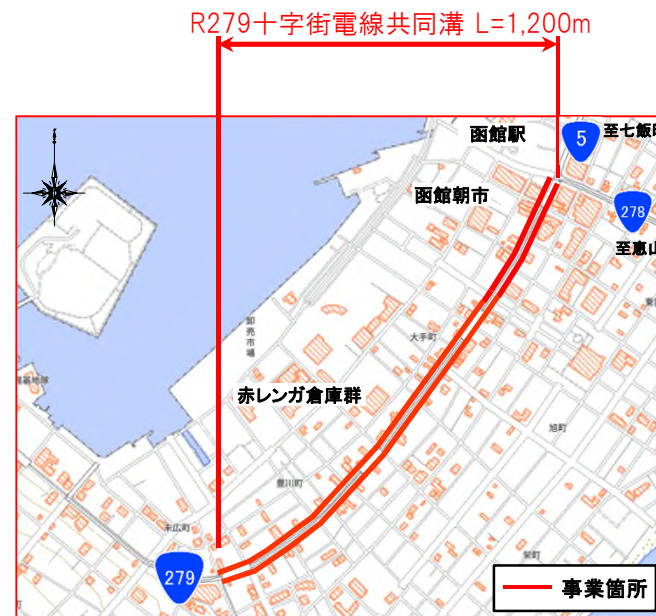 R279十字街電線共同溝 L=1,200m
函館駅
5
至七飯町
函館朝市
278
至恵山
卸売市場
大手町
赤レンガ倉庫群
旭町
豊川町
末広町
栄町
279
事業箇所